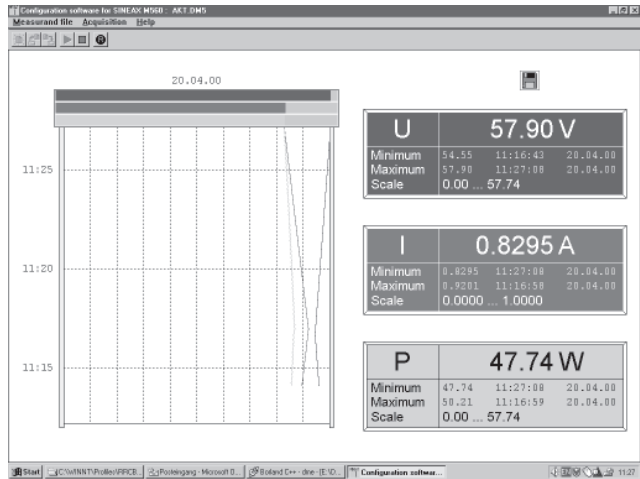 Configuration software for SINEAX M560 : AKT.DM5
Measurand file Acquisition Help
20.04.00
11:25
11:20
11:15
U 57.90 V
Minimum 54.55 11:16:43 20.04.00
Maximum 57.90 11:27:08 20.04.00
Scale 0.00 ... 57.74
I 0.8295 A
Minimum 0.8295 11:27:08 20.04.00
Maximum 0.9201 11:16:58 20.04.00
Scale 0.0000 ... 1.0000
P 47.74 W
Minimum 47.74 11:27:08 20.04.00
Maximum 50.21 11:16:59 20.04.00
Scale 0.00 ... 57.74
Start Posteingang - Microsoft O... Borland C++ - dne - [E:\D... Configuration softwar... 11:27